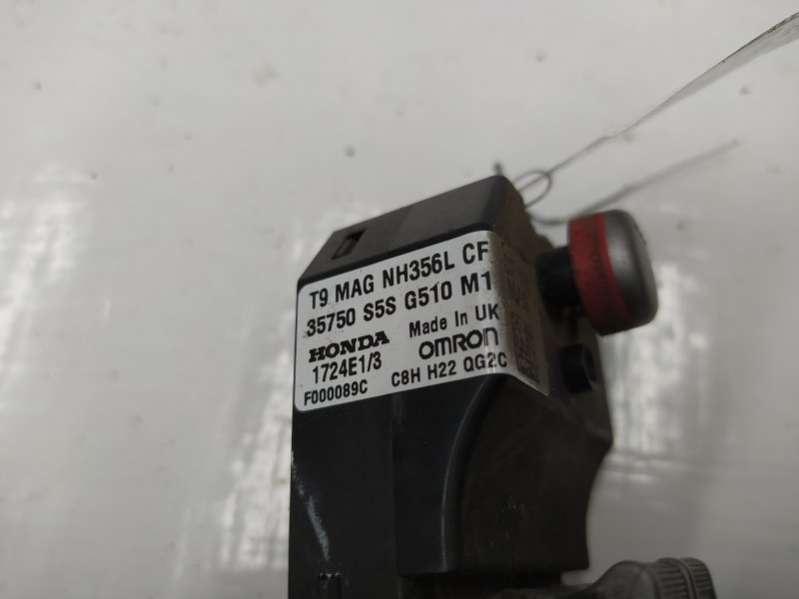 T9 MAG NH356L CF
35750 S5S G510 M1
HONDA Made In UK
1724E1/3 OMRON
F000089C C8H H22 QG2C